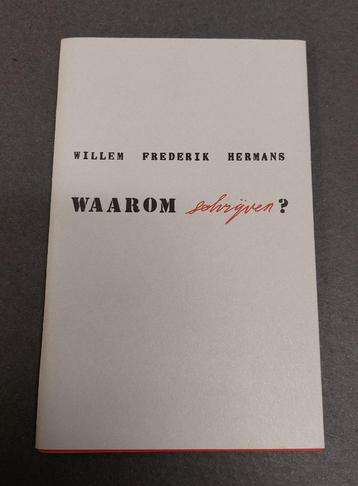 WILLEM FREDERIK HERMANS
WAAROM schrijven?